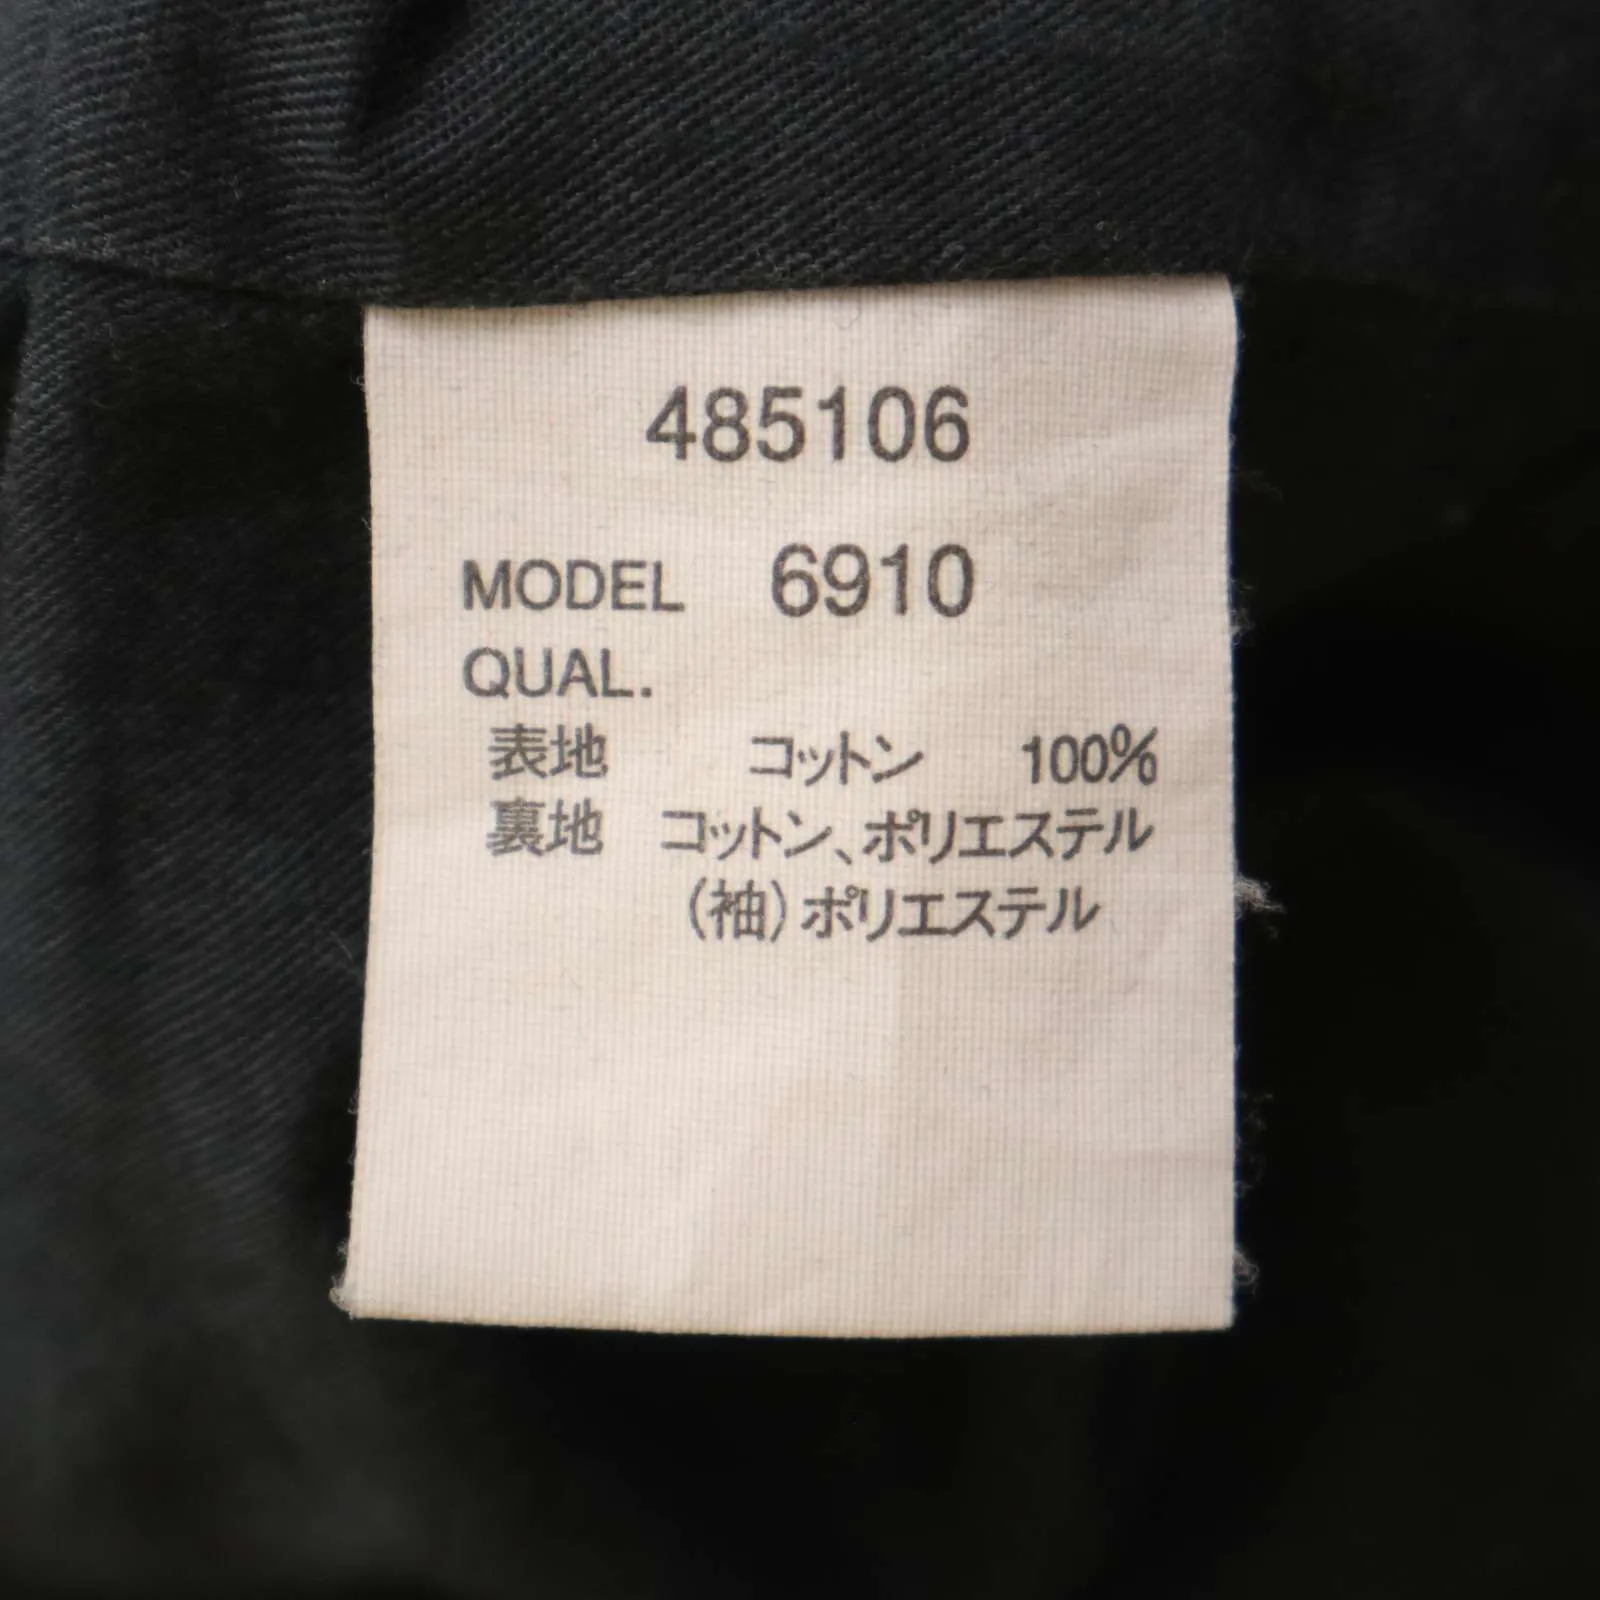 485106
MODEL 6910
QUAL.
表地 コットン 100%
裏地 コットン、ポリエステル
(袖)ポリエステル